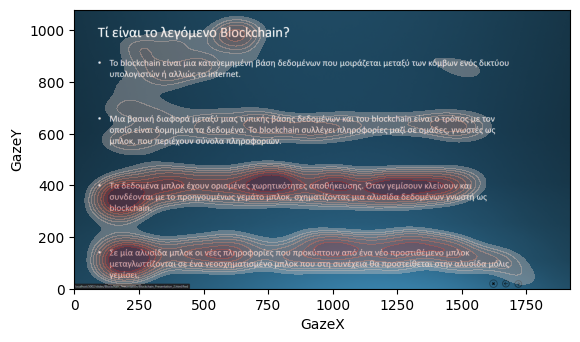 Τί είναι το λεγόμενο Blockchain?
• Το blockchain είναι μια κατανεμημένη βάση δεδομένων που μοιράζεται μεταξύ των κόμβων ενός δικτύου
υπολογιστών ή αλλιώς το internet.
• Μια βασική διαφορά μεταξύ μιας τυπικής βάσης δεδομένων και του blockchain είναι ο τρόπος με τον
οποίο είναι δομημένα τα δεδομένα. Το blockchain συλλέγει πληροφορίες μαζί σε ομάδες, γνωστές ως
μπλοκ, που περιέχουν σύνολα πληροφοριών.
• Τα δεδομένα μπλοκ έχουν ορισμένες χωρητικότητες αποθήκευσης. Όταν γεμίσουν κλείνουν και
συνδέονται με το προηγουμένως γεμάτο μπλοκ, σχηματίζοντας μια αλυσίδα δεδομένων γνωστή ως
blockchain.
• Σε μία αλυσίδα μπλοκ οι νέες πληροφορίες που προκύπτουν από ένα νέο προστιθέμενο μπλοκ
μεταγλωττίζονται σε ένα νεοσχηματισμένο μπλοκ που στη συνέχεια θα προστεθεί στην αλυσίδα μόλις
γεμίσει.
GazeY
1000
800
600
400
200
0
0 250 500 750 1000 1250 1500 1750
GazeX